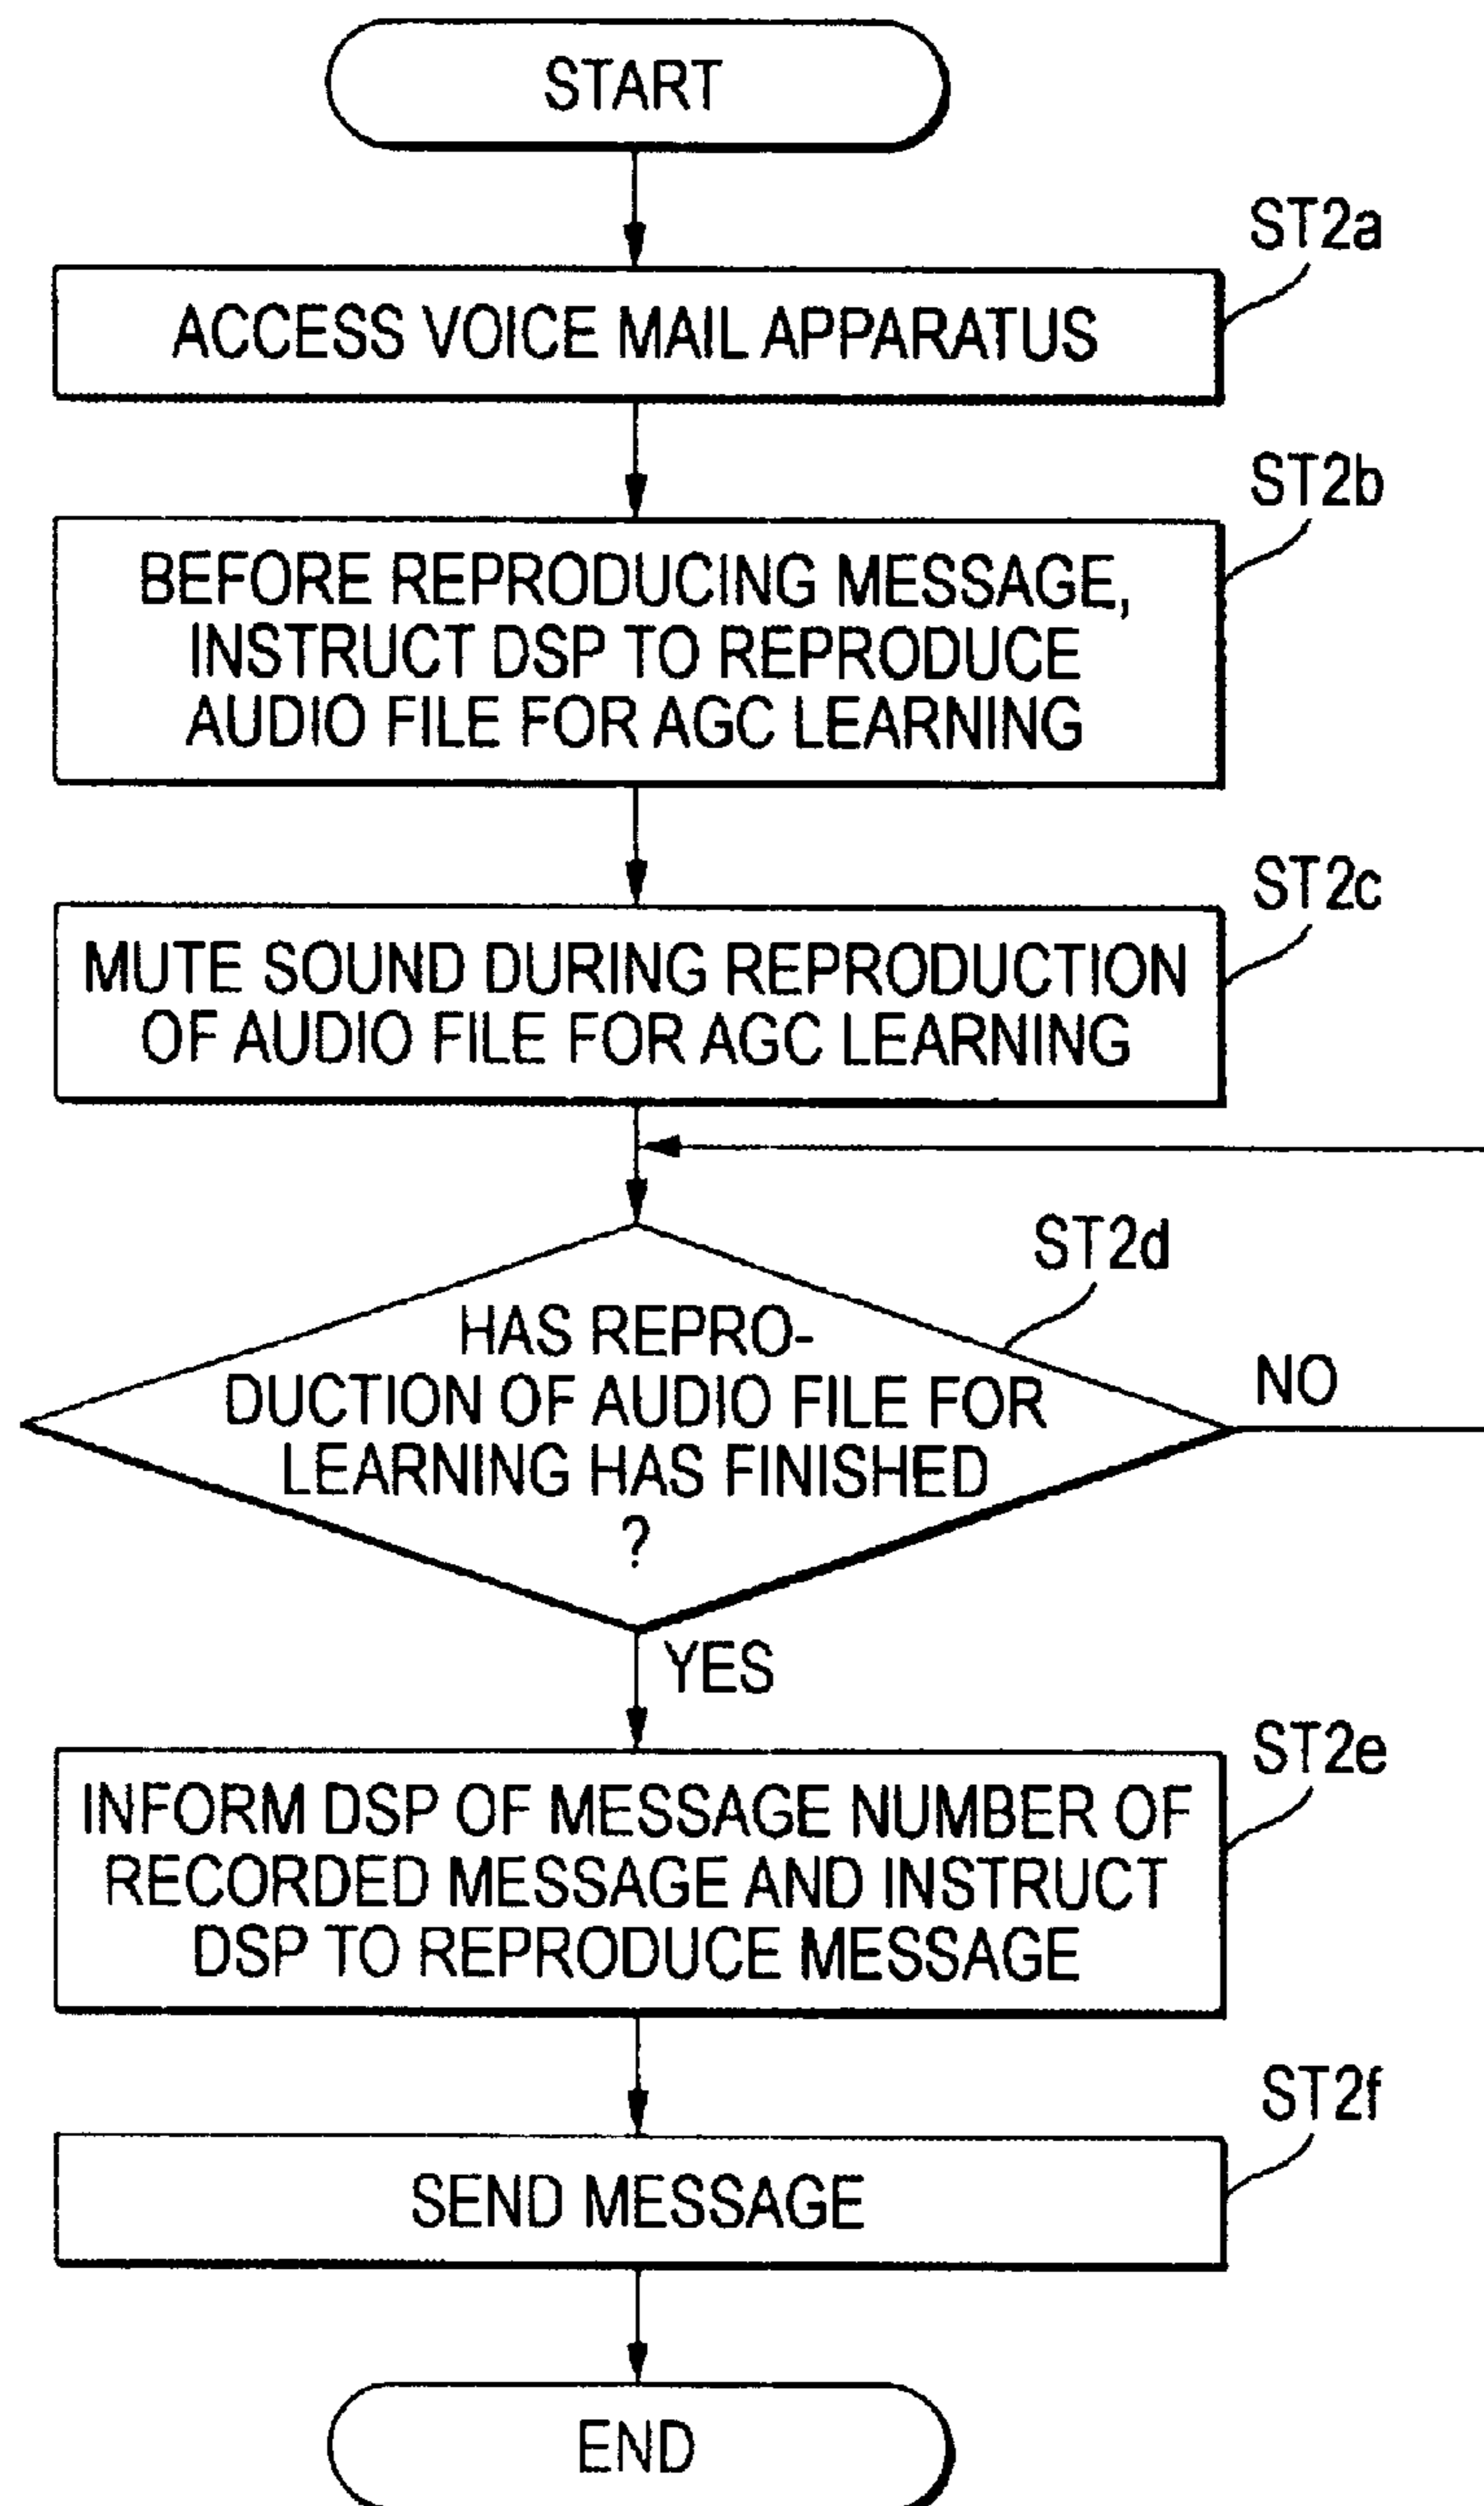 START
ST2a
ACCESS VOICE MAIL APPARATUS
ST2b
BEFORE REPRODUCING MESSAGE,
INSTRUCT DSP TO REPRODUCE
AUDIO FILE FOR AGC LEARNING
ST2c
MUTE SOUND DURING REPRODUCTION
OF AUDIO FILE FOR AGC LEARNING
ST2d
HAS REPRO-
DUCTION OF AUDIO FILE FOR
LEARNING HAS FINISHED
?
NO
YES
ST2e
INFORM DSP OF MESSAGE NUMBER OF
RECORDED MESSAGE AND INSTRUCT
DSP TO REPRODUCE MESSAGE
ST2f
SEND MESSAGE
END